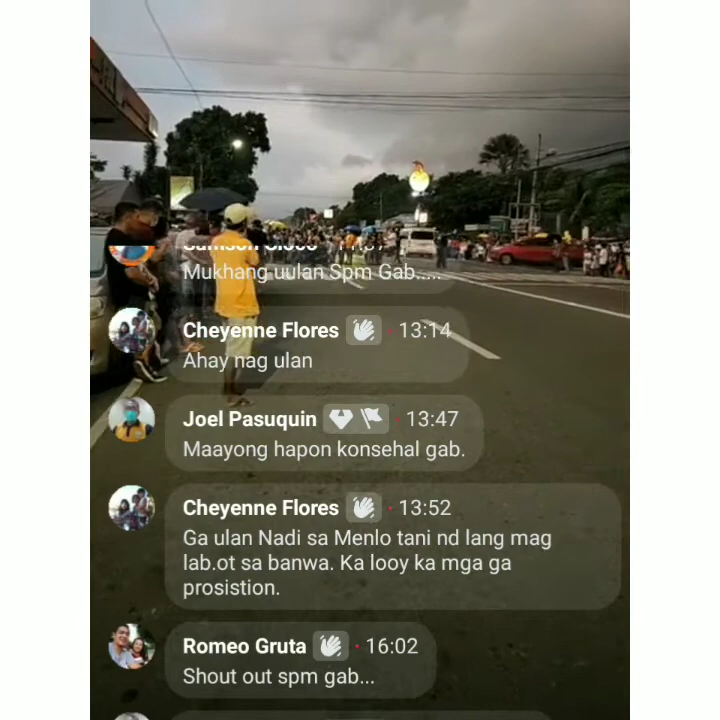 Mukhang uulan Spm Gab.....
Cheyenne Flores · 13:14
Ahay nag ulan
Joel Pasuquin · 13:47
Maayong hapon konsehal gab.
Cheyenne Flores · 13:52
Ga ulan Nadi sa Menlo tani nd lang mag
lab.ot sa banwa. Ka looy ka mga ga
prosistion.
Romeo Gruta · 16:02
Shout out spm gab...